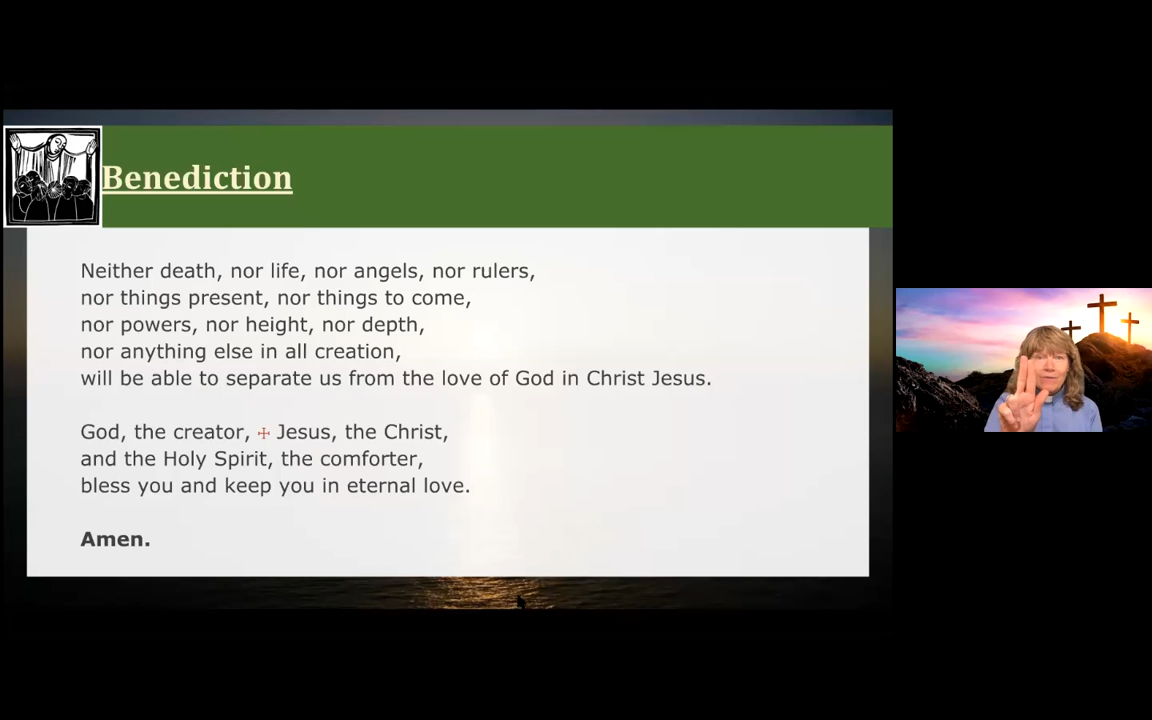 Benediction
Neither death, nor life, nor angels, nor rulers,
nor things present, nor things to come,
nor powers, nor height, nor depth,
nor anything else in all creation,
will be able to separate us from the love of God in Christ Jesus.
God, the creator, ☩ Jesus, the Christ,
and the Holy Spirit, the comforter,
bless you and keep you in eternal love.
Amen.